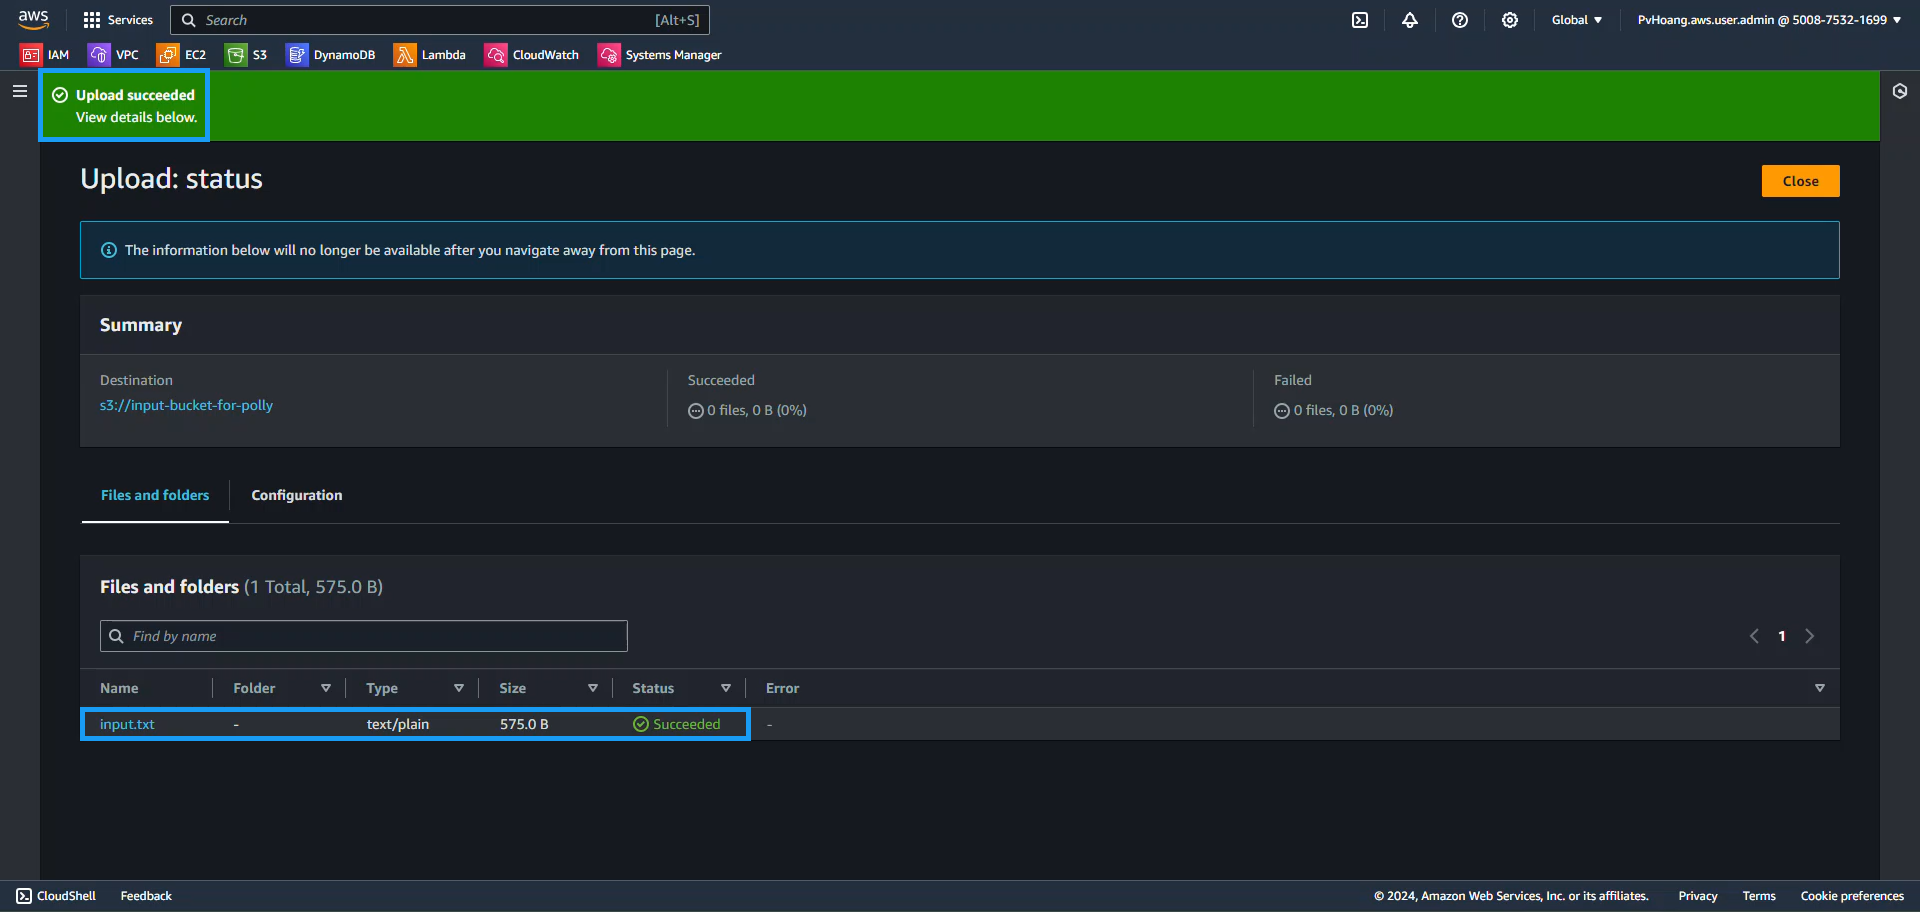 aws Services Search [Alt+S] Global PvHoang.aws.user.admin @ 5008-7532-1699
IAM VPC EC2 S3 DynamoDB Lambda CloudWatch Systems Manager
Upload succeeded
View details below.
Upload: status
Close
The information below will no longer be available after you navigate away from this page.
Summary
Destination Succeeded Failed
s3://input-bucket-for-polly 0 files, 0 B (0%) 0 files, 0 B (0%)
Files and folders Configuration
Files and folders (1 Total, 575.0 B)
Find by name 1
Name Folder Type Size Status Error
input.txt - text/plain 575.0 B Succeeded -
CloudShell Feedback © 2024, Amazon Web Services, Inc. or its affiliates. Privacy Terms Cookie preferences